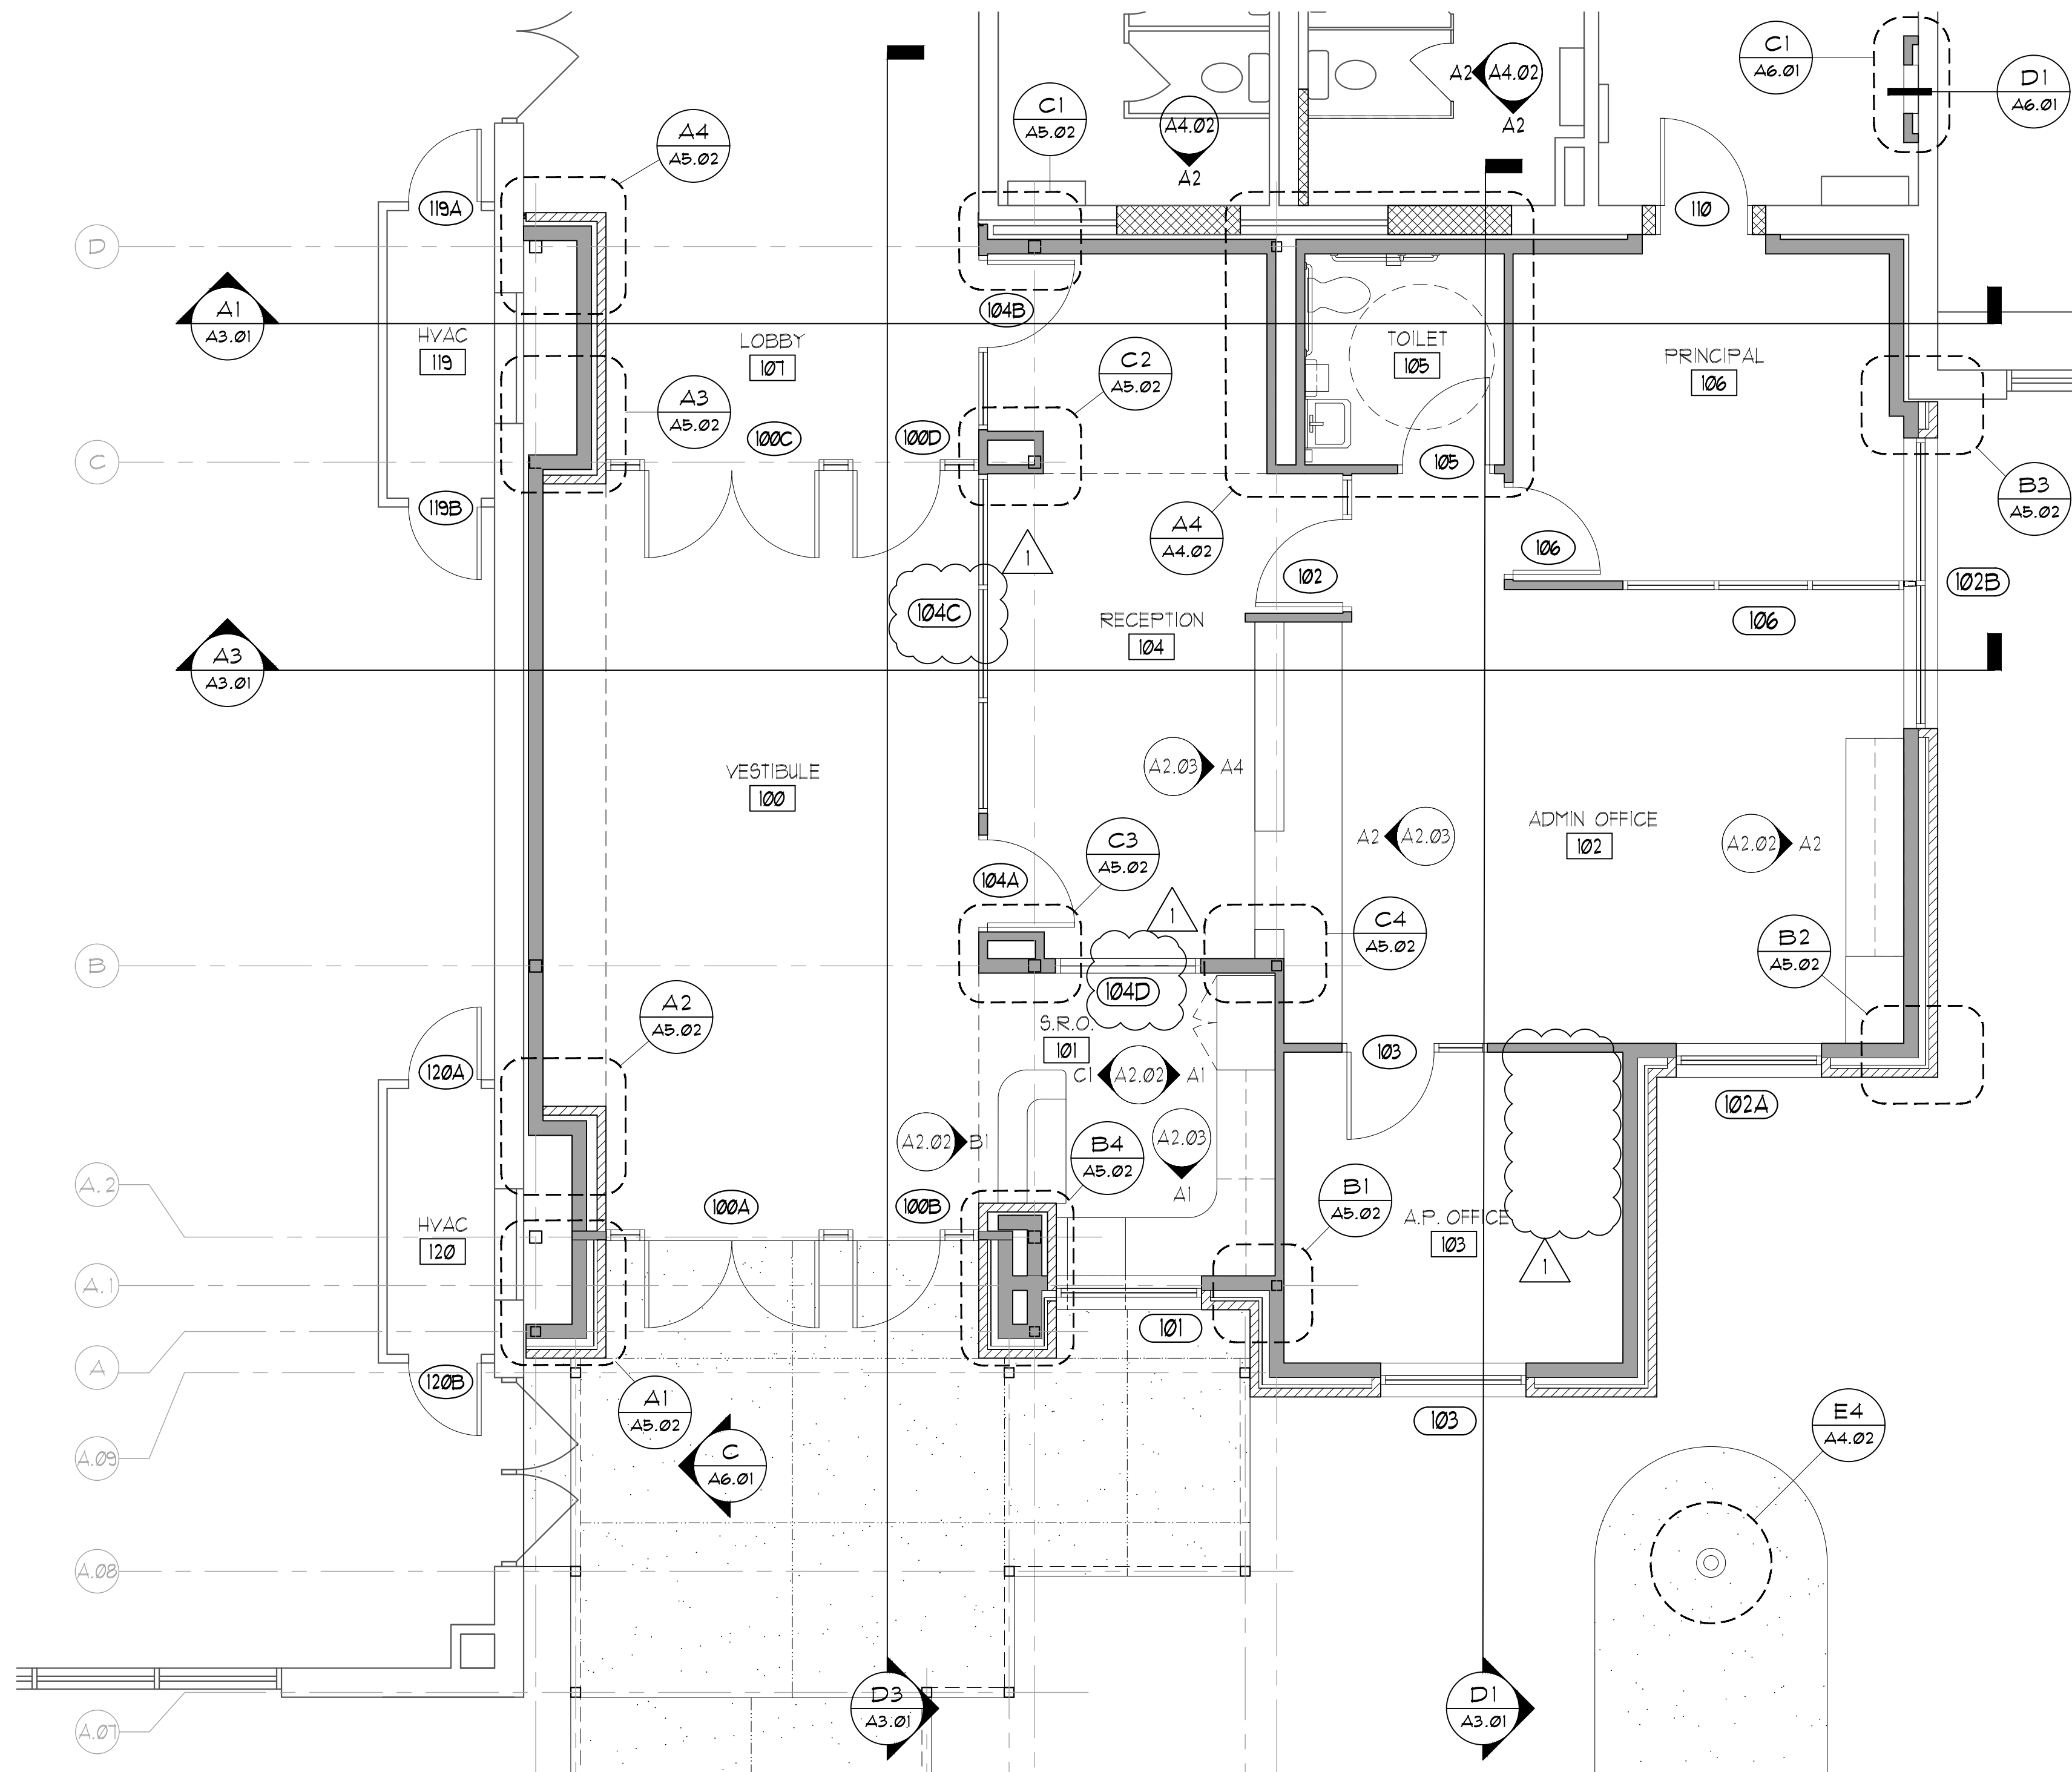 C1
A6.01
D1
A6.01
A2
A4.02
A2
C1
A5.02
A4.02
A2
A4
A5.02
119A
110
D
104B
A1
A3.01
HVAC
119
LOBBY
107
TOILET
105
PRINCIPAL
106
C2
A5.02
A3
A5.02
100C
100D
C
105
B3
A5.02
119B
A4
A4.02
1
106
102
102B
104C
RECEPTION
104
106
A3
A3.01
VESTIBULE
100
A2.03
A4
ADMIN OFFICE
102
A2
A2.03
A2.02
A2
C3
A5.02
104A
1
C4
A5.02
B2
A5.02
B
104D
A2
A5.02
S.R.O.
101
103
120A
C1
A2.02
A1
102A
A2.02
B1
A2.03
A1
B4
A5.02
A.2
B1
A5.02
100A
100B
HVAC
120
A.P. OFFICE
103
1
A.1
101
A
120B
A1
A5.02
103
E4
A4.02
A.09
C
A6.01
A.08
D3
A3.01
D1
A3.01
A.07